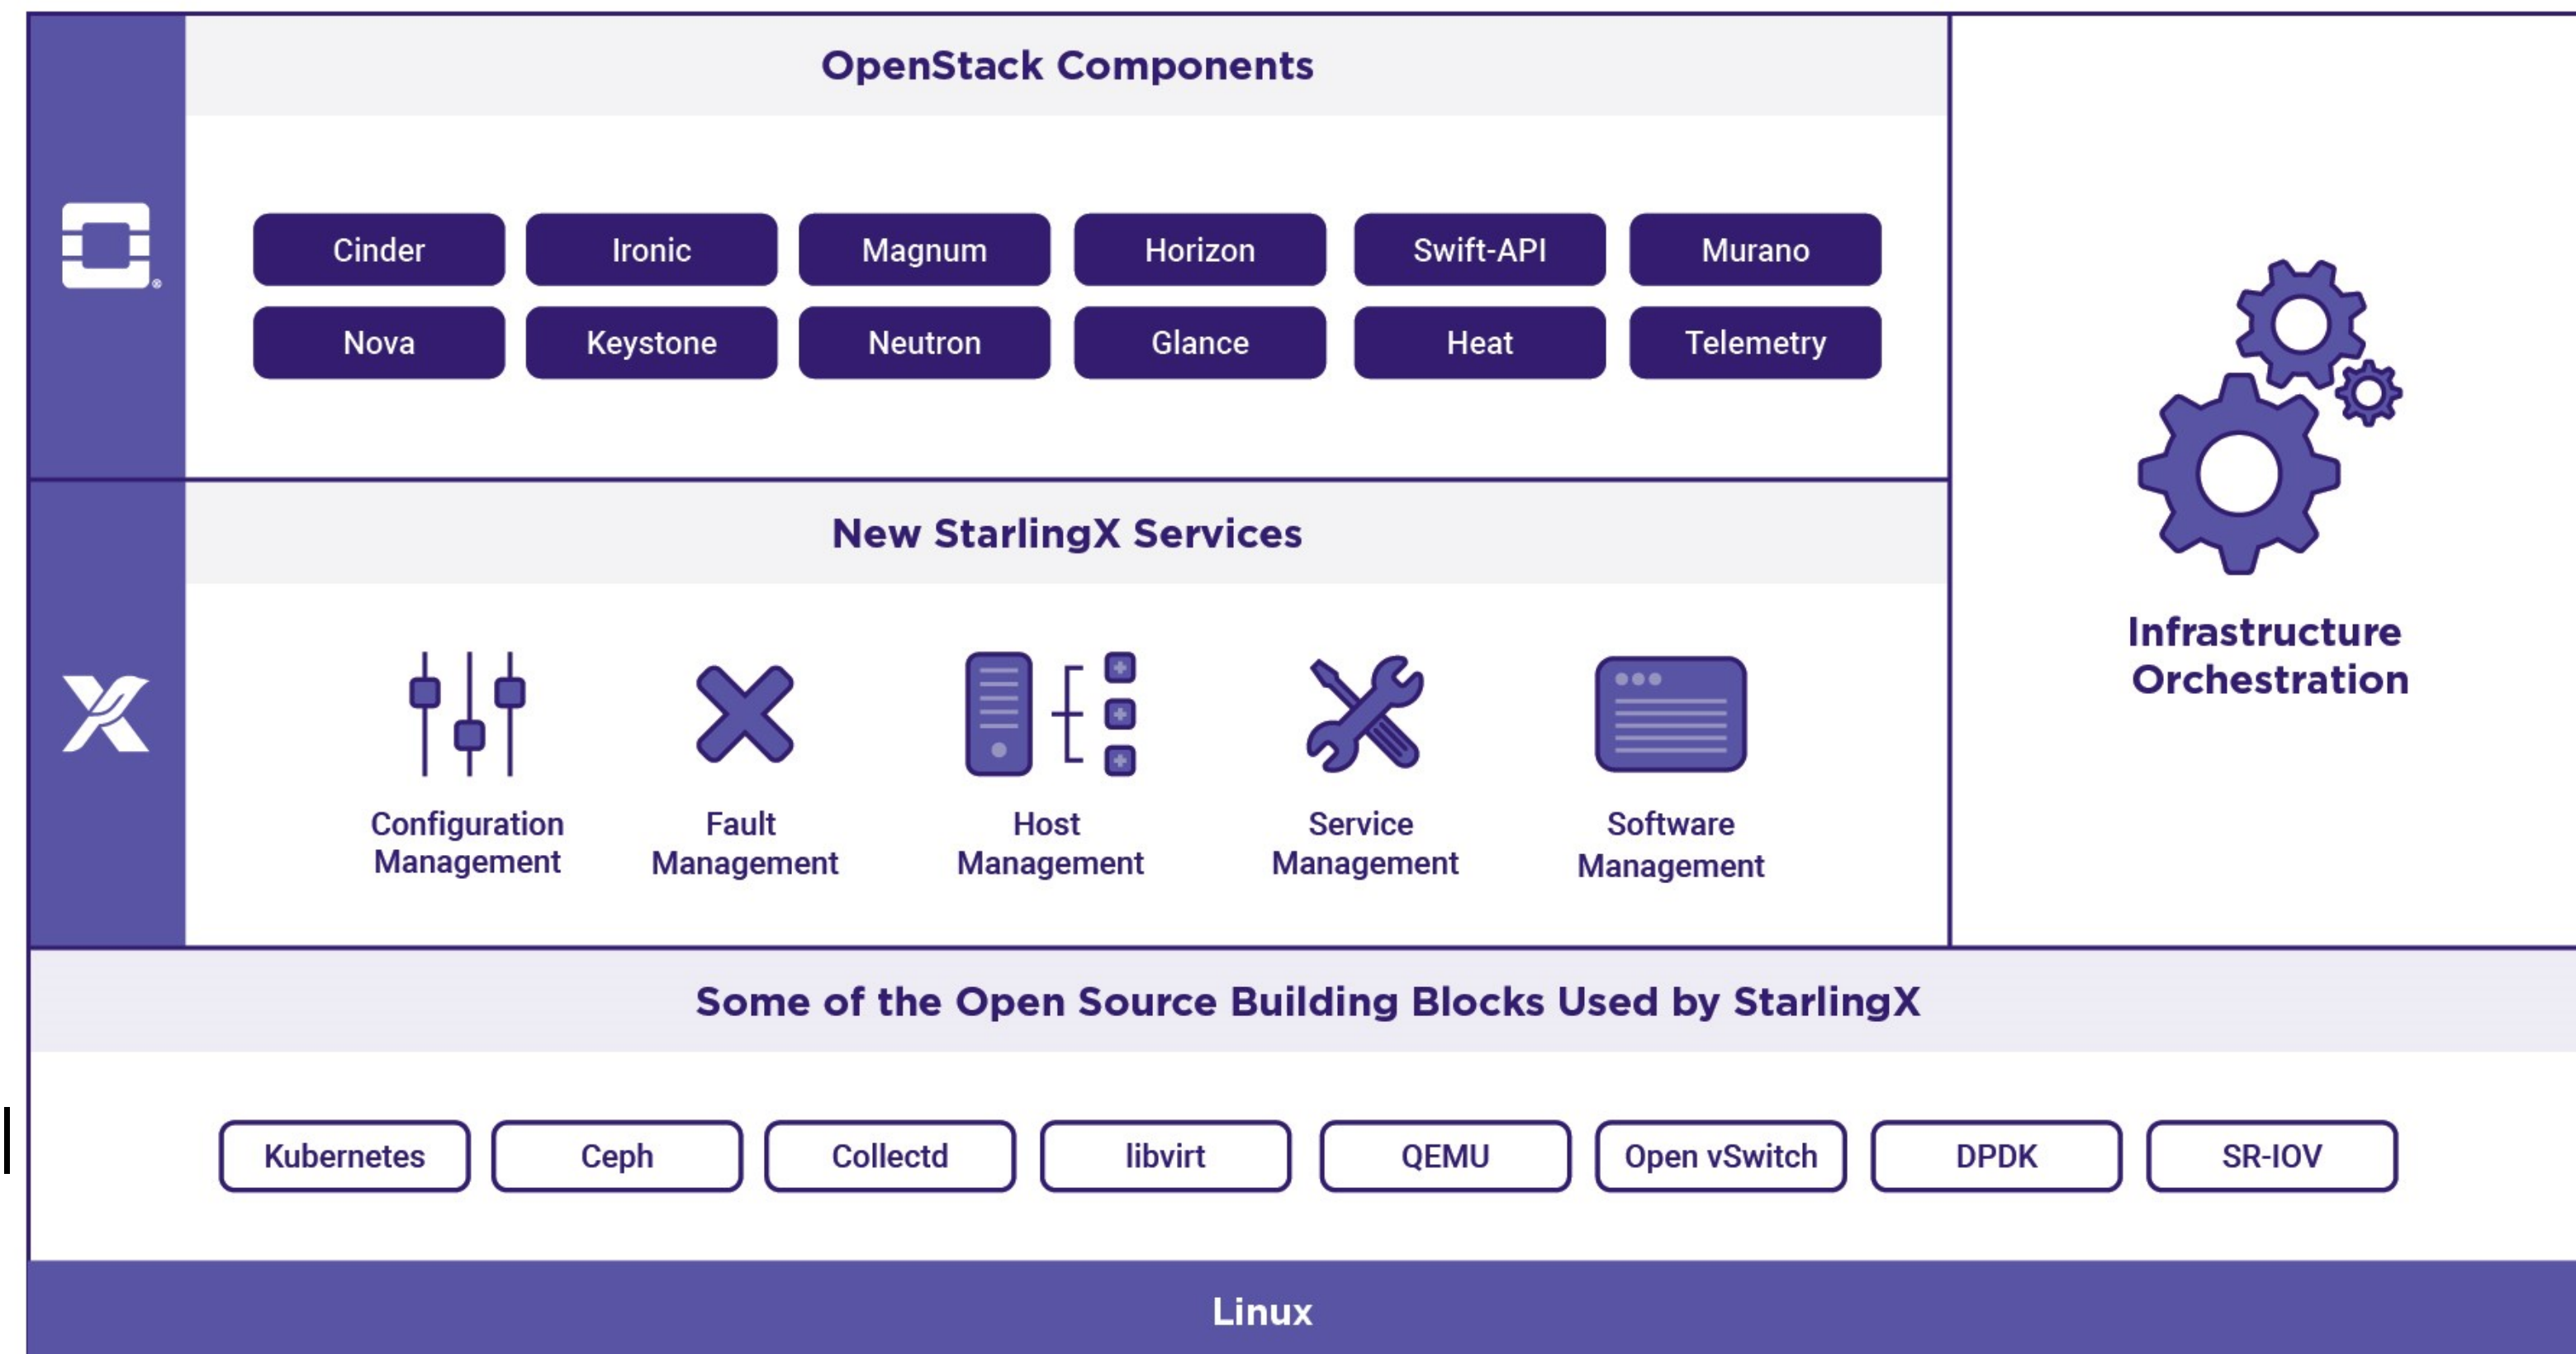 OpenStack Components
Cinder Ironic Magnum Horizon Swift-API Murano
Nova Keystone Neutron Glance Heat Telemetry
New StarlingX Services
Configuration
Management
Fault
Management
Host
Management
Service
Management
Software
Management
Infrastructure
Orchestration
Some of the Open Source Building Blocks Used by StarlingX
Kubernetes Ceph Collectd libvirt QEMU Open vSwitch DPDK SR-IOV
Linux